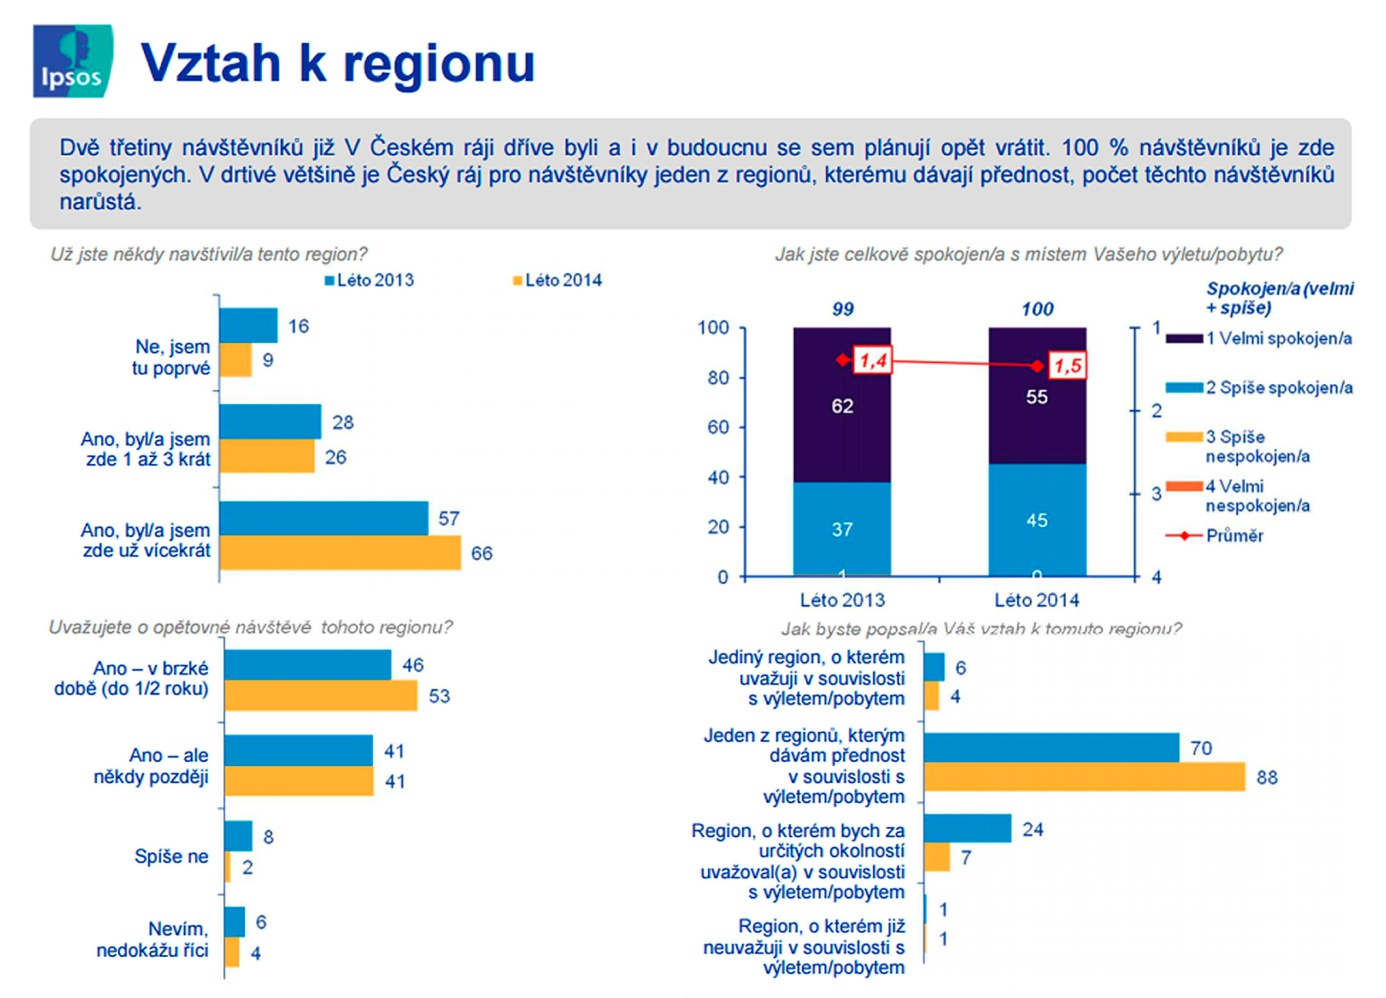 Ipsos
Vztah k regionu
Dvě třetiny návštěvníků již V Českém ráji dříve byli a i v budoucnu se sem plánují opět vrátit. 100 % návštěvníků je zde
spokojených. V drtivé většině je Český ráj pro návštěvníky jeden z regionů, kterému dávají přednost, počet těchto návštěvníků
narůstá.
Už jste někdy navštívil/a tento region?
Léto 2013
Léto 2014
Ne, jsem
tu poprvé
16
9
Ano, byl/a jsem
zde 1 až 3 krát
28
26
Ano, byl/a jsem
zde už vícekrát
57
66
Jak jste celkově spokojen/a s místem Vašeho výletu/pobytu?
Spokojen/a (velmi
+ spíše)
99
100
100
80
60
40
20
0
1,4
1,5
62
55
37
45
1
0
1
2
3
4
Léto 2013
Léto 2014
1 Velmi spokojen/a
2 Spíše spokojen/a
3 Spíše
nespokojen/a
4 Velmi
nespokojen/a
Průměr
Uvažujete o opětovné návštěvě tohoto regionu?
Ano – v brzké
době (do 1/2 roku)
46
53
Ano – ale
někdy později
41
41
Spíše ne
8
2
Nevím,
nedokážu říci
6
4
Jak byste popsal/a Váš vztah k tomuto regionu?
Jediný region, o kterém
uvažuji v souvislosti
s výletem/pobytem
6
4
Jeden z regionů, kterým
dávám přednost
v souvislosti s
výletem/pobytem
70
88
Region, o kterém bych za
určitých okolností
uvažoval(a) v souvislosti
s výletem/pobytem
24
7
Region, o kterém již
neuvažuji v souvislosti s
výletem/pobytem
1
1